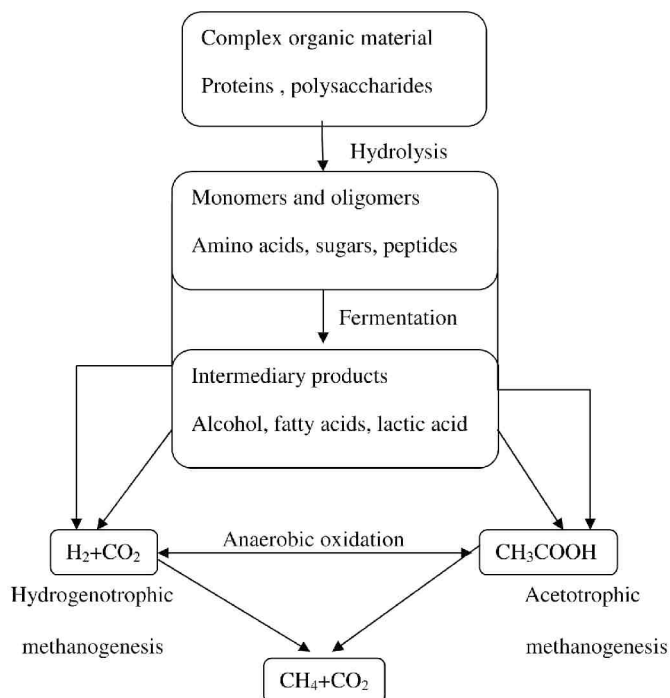 Complex organic material
Proteins , polysaccharides
Hydrolysis
Monomers and oligomers
Amino acids, sugars, peptides
Fermentation
Intermediary products
Alcohol, fatty acids, lactic acid
H₂+CO₂
Anaerobic oxidation
CH₃COOH
Hydrogenotrophic
methanogenesis
Acetotrophic
methanogenesis
CH₄+CO₂